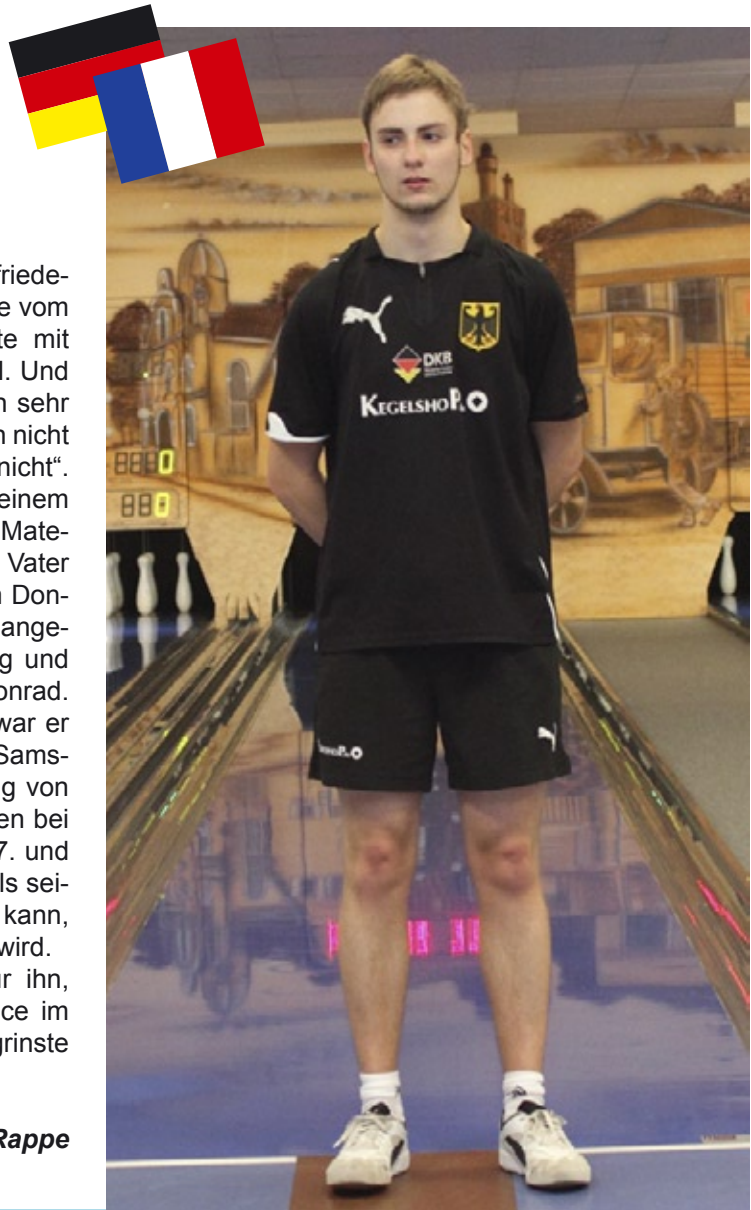 friede-
e vom
te mit
l. Und
n sehr
n nicht
nicht“.
einem
Mate-
Vater
n Don-
ange-
g und
onrad.
war er
Sams-
g von
en bei
7. und
ls sei-
kann,
wird.
ür ihn,
ce im
grinste
Rappe
DKB
KEGELSHOP